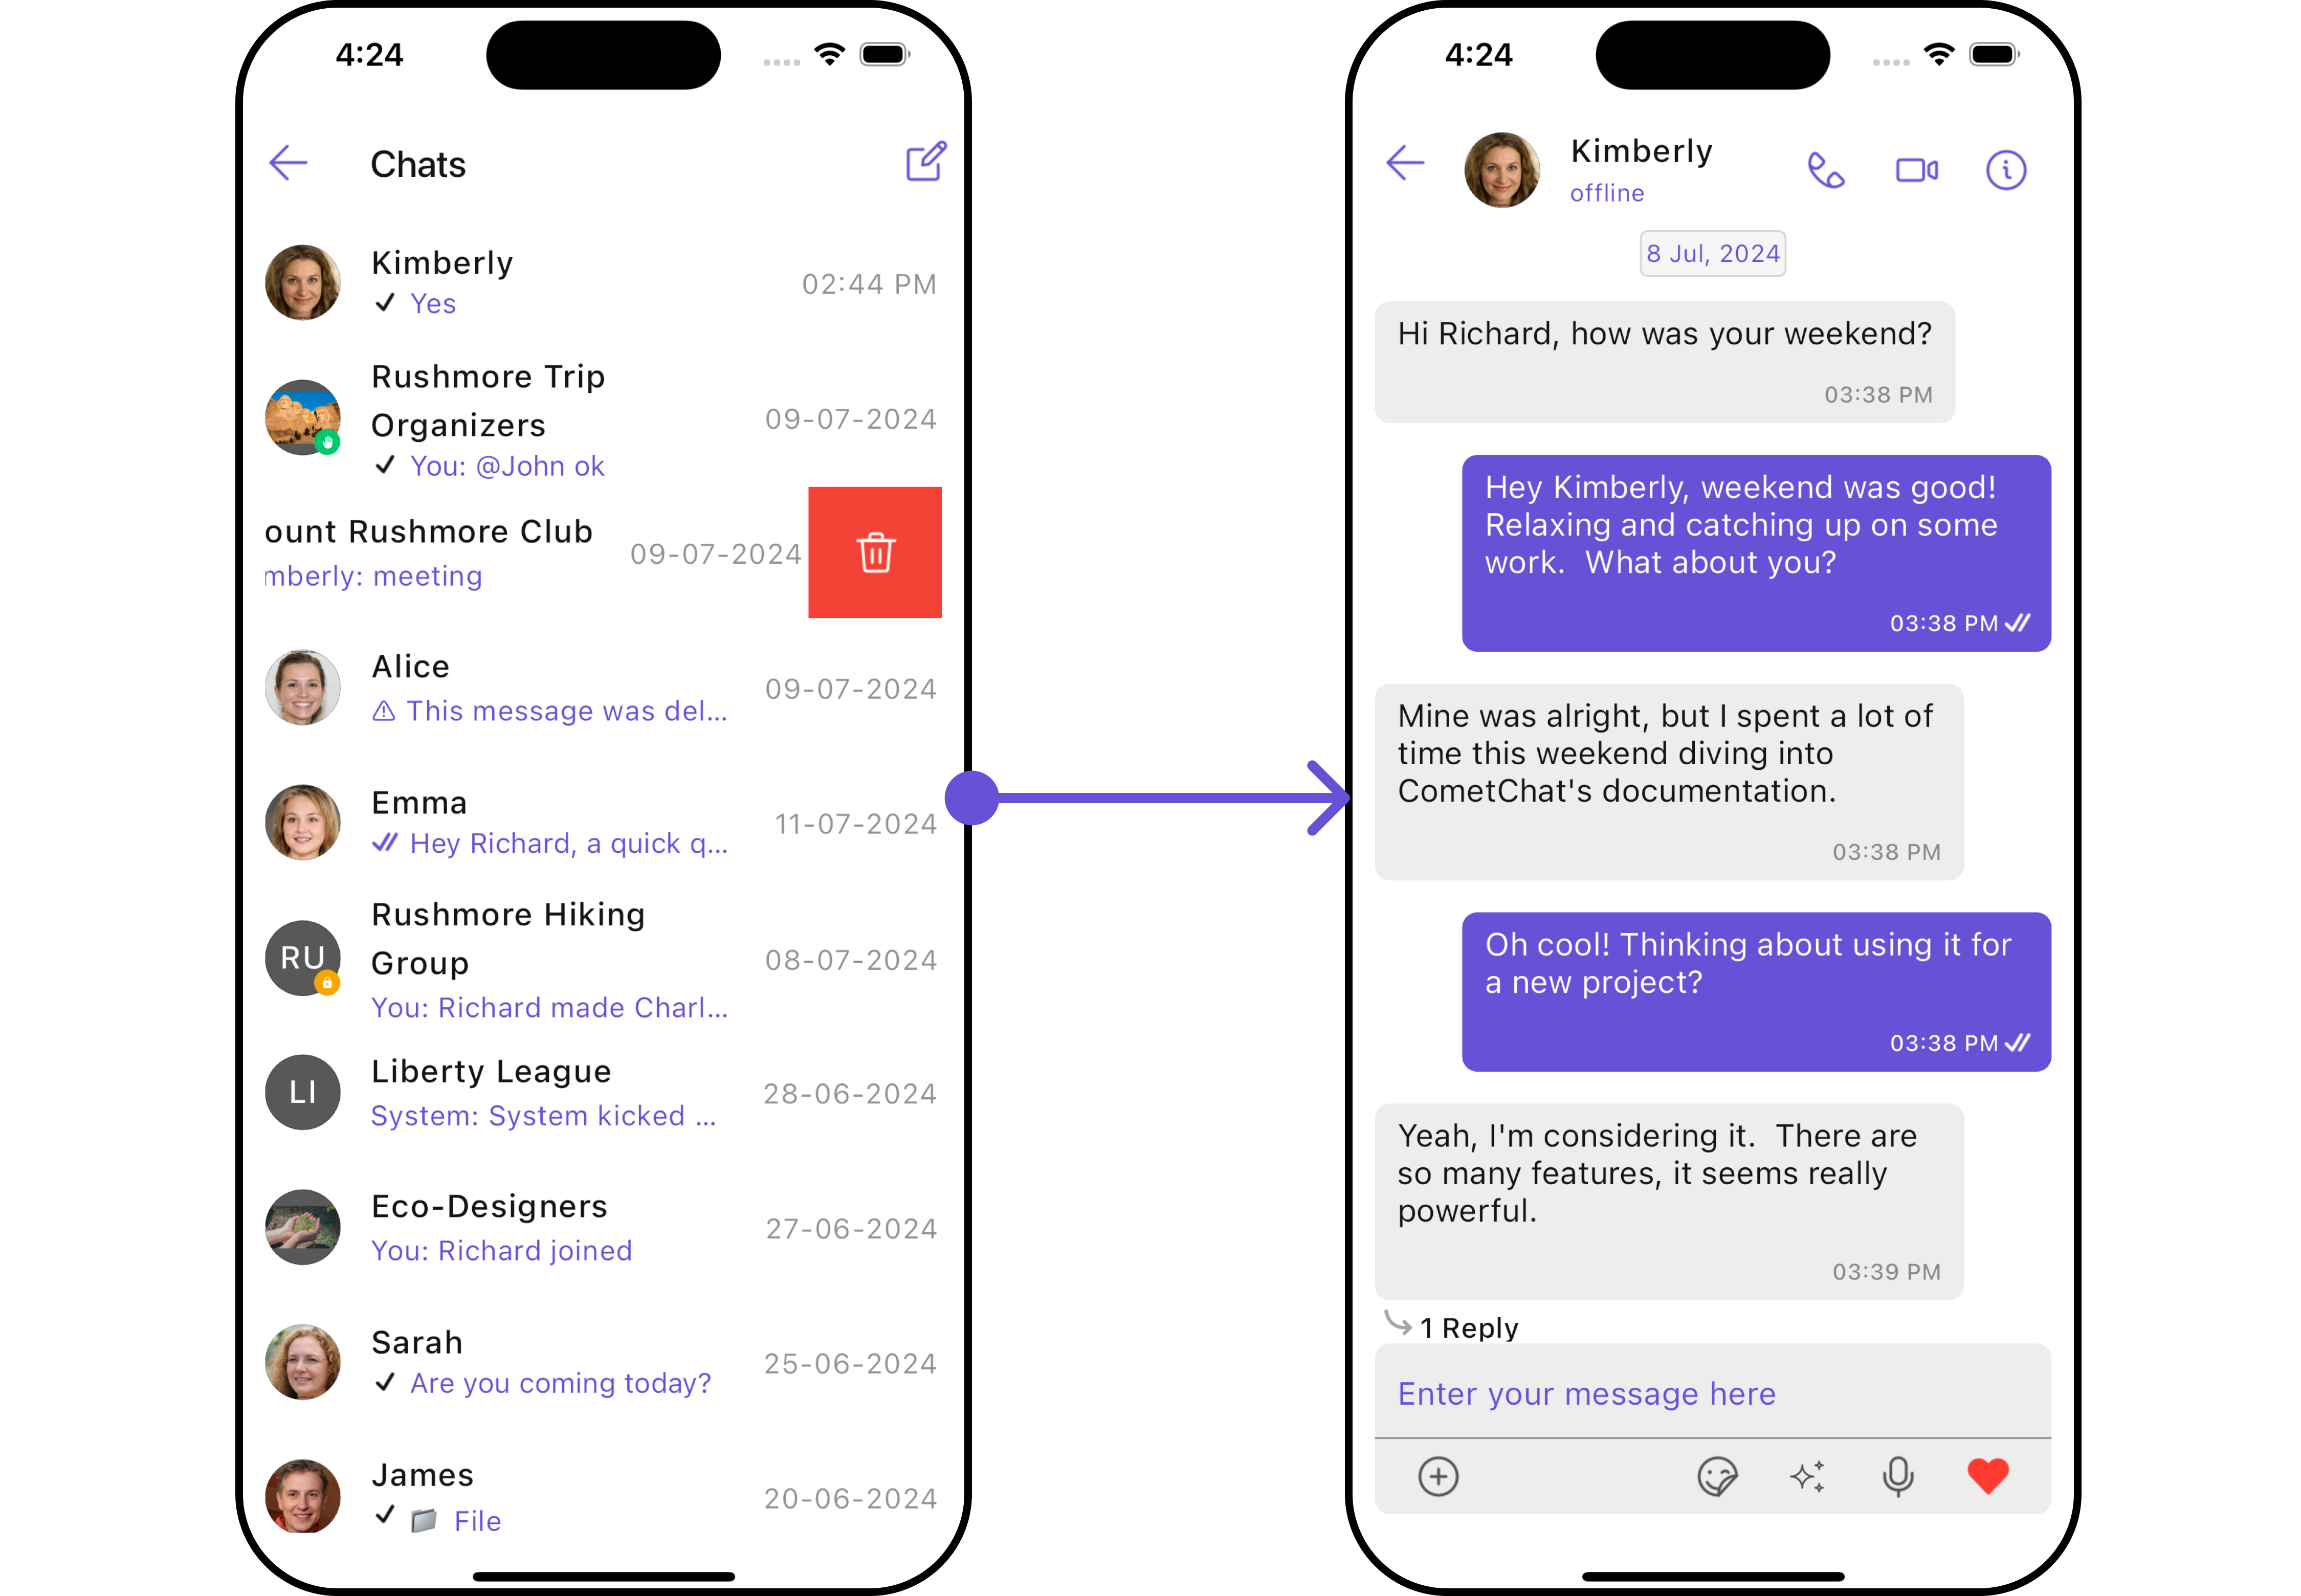 4:24
Chats
Kimberly
Yes
02:44 PM
Rushmore Trip
Organizers
You: @John ok
09-07-2024
ount Rushmore Club
mberly: meeting
09-07-2024
Alice
This message was del...
09-07-2024
Emma
Hey Richard, a quick q...
11-07-2024
RU
Rushmore Hiking
Group
You: Richard made Charl...
08-07-2024
LI
Liberty League
System: System kicked ...
28-06-2024
Eco-Designers
You: Richard joined
27-06-2024
Sarah
Are you coming today?
25-06-2024
James
File
20-06-2024
4:24
Kimberly
offline
8 Jul, 2024
Hi Richard, how was your weekend?
03:38 PM
Hey Kimberly, weekend was good!
Relaxing and catching up on some
work.  What about you?
03:38 PM
Mine was alright, but I spent a lot of
time this weekend diving into
CometChat's documentation.
03:38 PM
Oh cool! Thinking about using it for
a new project?
03:38 PM
Yeah, I'm considering it.  There are
so many features, it seems really
powerful.
03:39 PM
1 Reply
Enter your message here